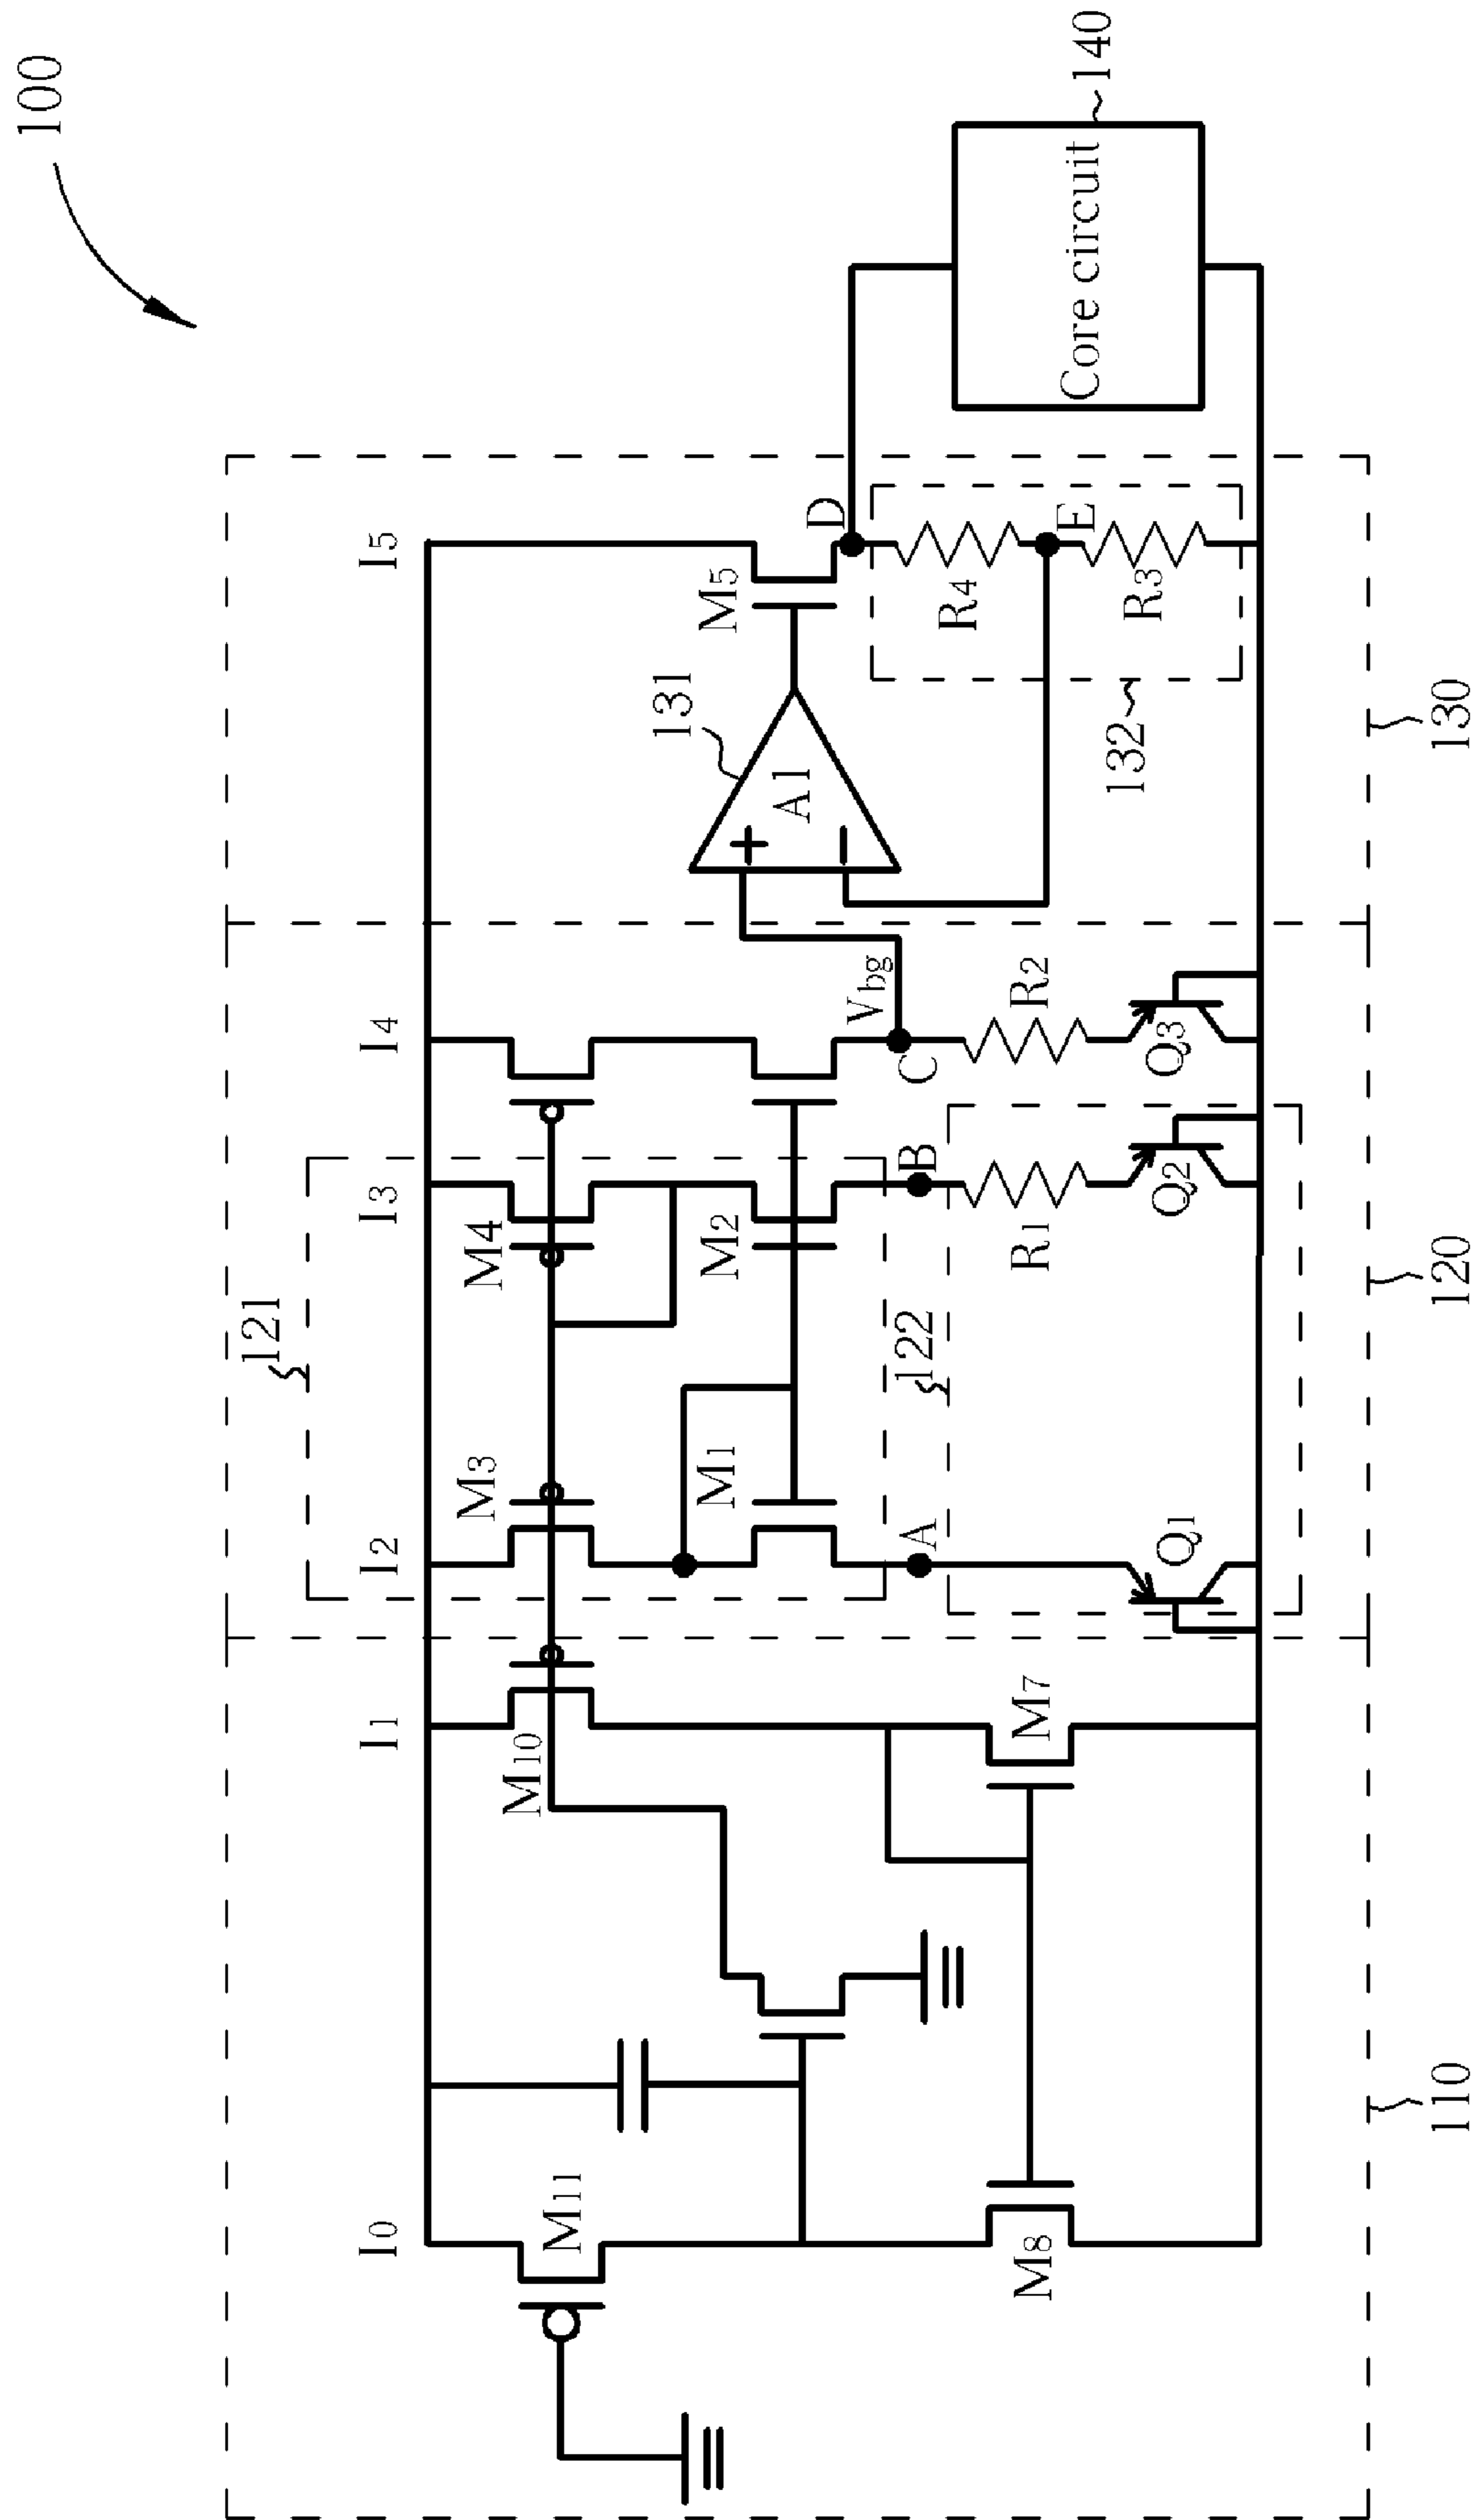 100
I0
I1
I2
I3
I4
I5
121
M11
M10
M3
M4
M1
M2
131
M5
A1
+
−
A
B
C
Vbg
D
140
Core circuit
122
M8
M7
Q1
R1
Q2
R2
Q3
132
R4
E
R3
110
120
130